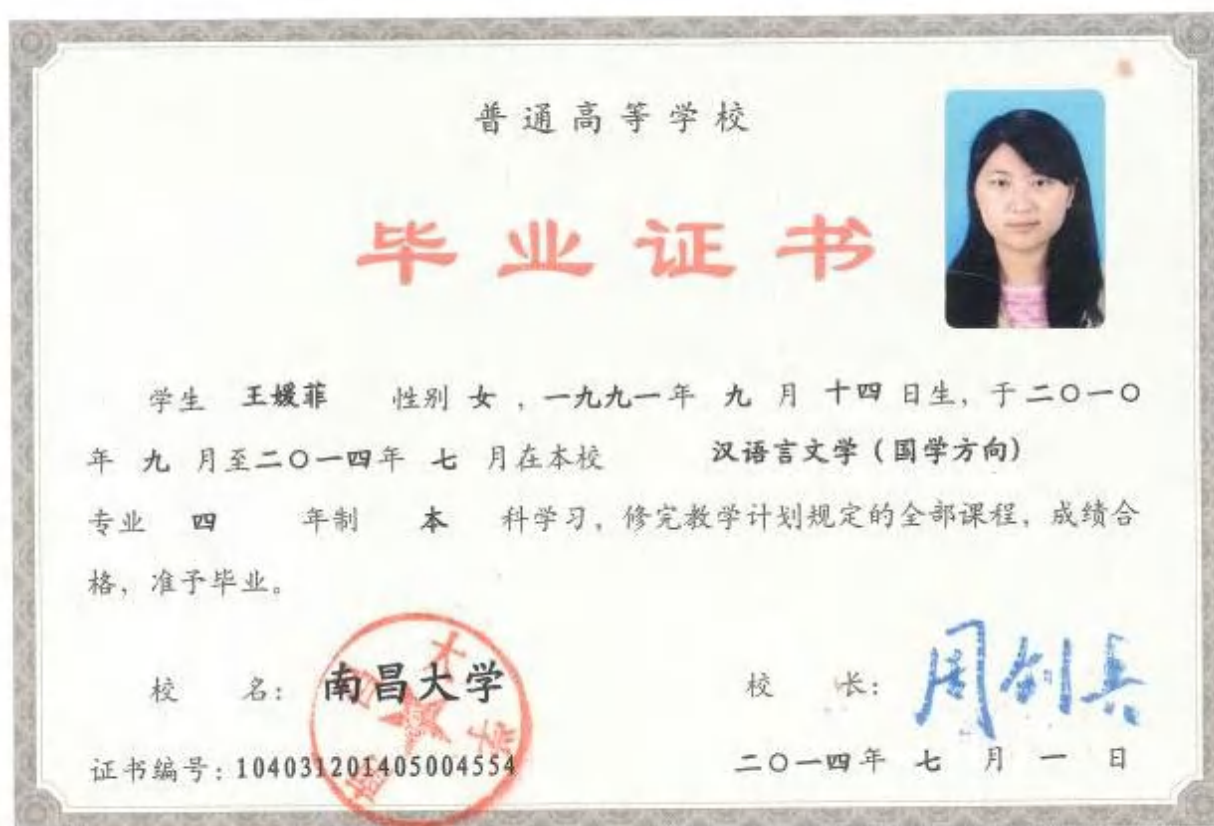 普通高等学校
毕业证书
学生 王媛菲 性别 女,一九九一年 九 月 十四 日生,于二〇一〇
年 九 月至二〇一四年 七 月在本校 汉语言文学(国学方向)
专业 四 年制 本 科学习,修完教学计划规定的全部课程,成绩合
格,准予毕业。
校 名:南昌大学
校 长:周创兵
证书编号:104031201405004554
二〇一四年 七 月 一 日
南昌大学